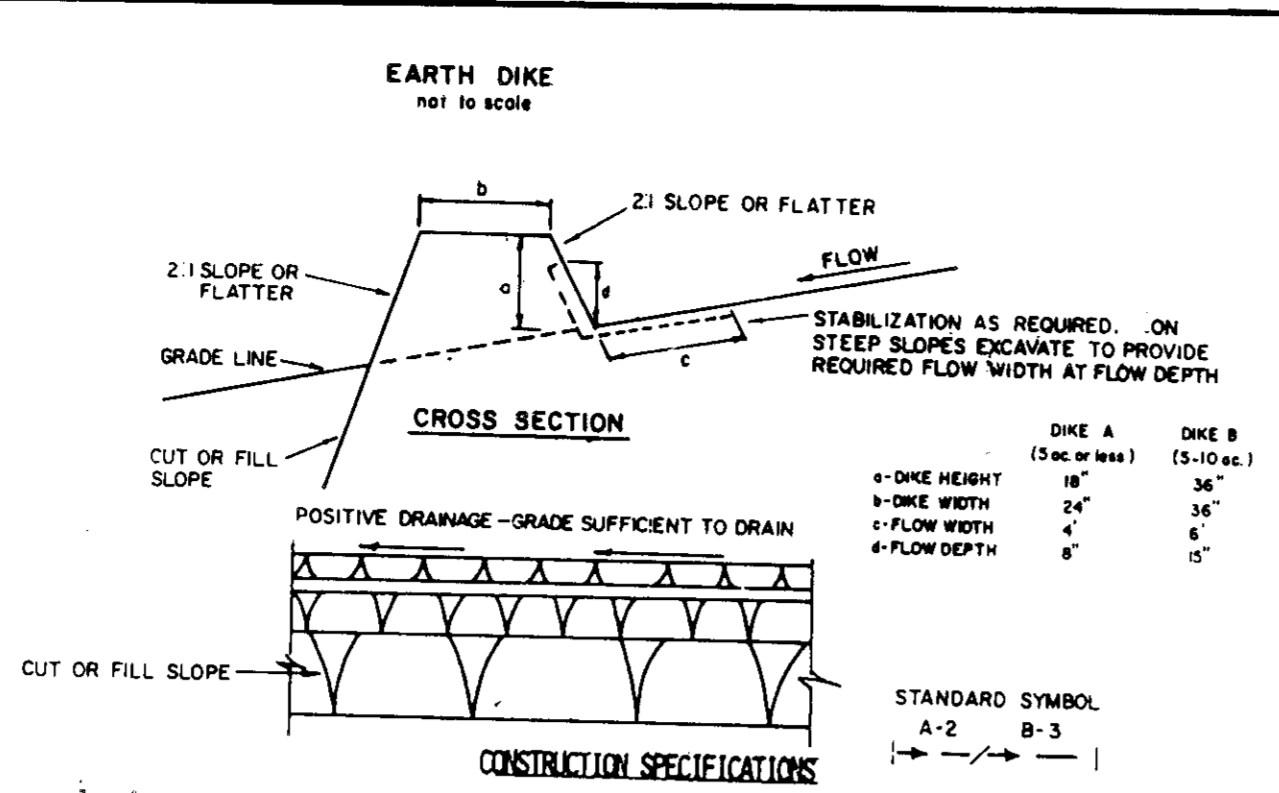 EARTH DIKE
not to scale
b
2:1 SLOPE OR FLATTER
FLOW
2:1 SLOPE OR
FLATTER
a
d
STABILIZATION AS REQUIRED. ON
STEEP SLOPES EXCAVATE TO PROVIDE
REQUIRED FLOW WIDTH AT FLOW DEPTH
GRADE LINE
c
CROSS SECTION
CUT OR FILL
SLOPE
DIKE A DIKE B
(5 ac. or less) (5-10 ac.)
a-DIKE HEIGHT 18" 36"
b-DIKE WIDTH 24" 36"
c-FLOW WIDTH 4' 6'
d-FLOW DEPTH 8" 15"
POSITIVE DRAINAGE-GRADE SUFFICIENT TO DRAIN
CUT OR FILL SLOPE
STANDARD SYMBOL
A-2 B-3
CONSTRUCTION SPECIFICATIONS